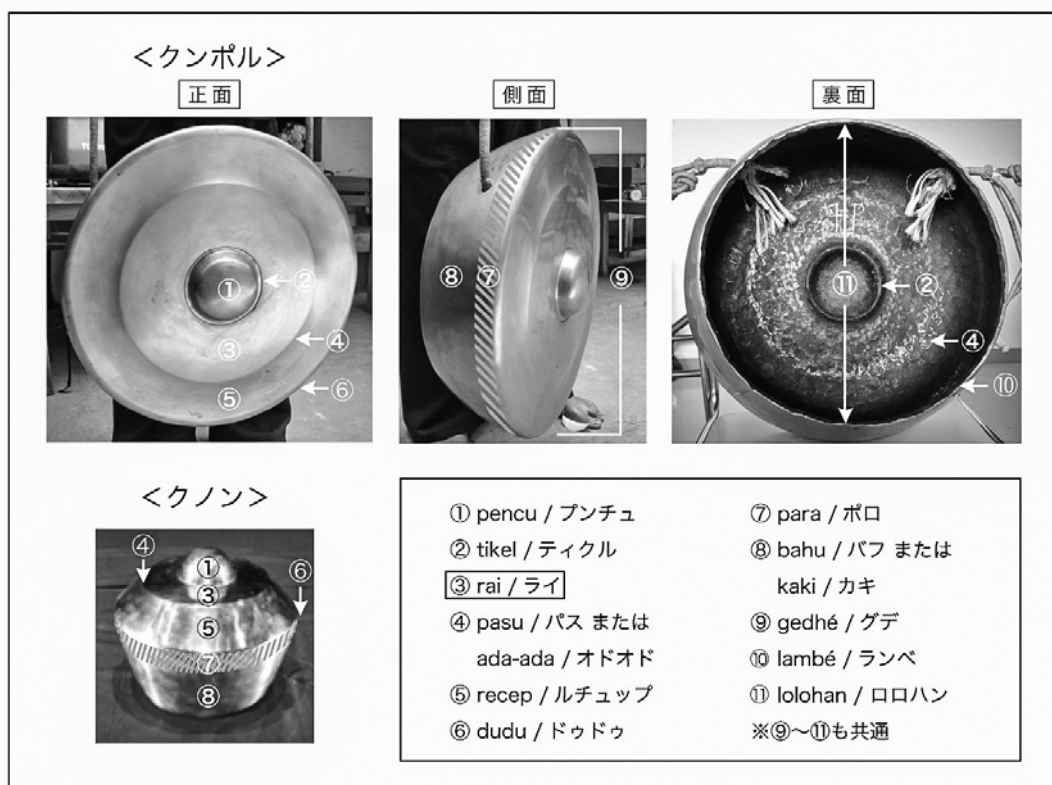 ＜クンポル＞
正面
側面
裏面
①
②
③
④
⑤
⑥
⑧
⑦
⑨
⑪
②
④
⑩
＜クノン＞
④
①
⑥
③
⑤
⑦
⑧
① pencu / プンチュ
② tikel / ティクル
③ rai / ライ
④ pasu / パス または
ada-ada / オドオド
⑤ recep / ルチュップ
⑥ dudu / ドゥドゥ
⑦ para / ポロ
⑧ bahu / バフ または
kaki / カキ
⑨ gedhé / グデ
⑩ lambé / ランベ
⑪ lolohan / ロロハン
※⑨〜⑪も共通